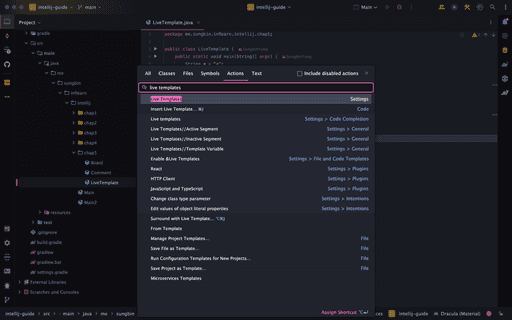 intellij-guide
main
intellij-guide
Main
Project
LiveTemplate.java
intellij-guide
src
main
java
me
sungbin
inflearn
intellij
chap1
chap2
chap3
chap4
chap5
Board
Comment
LiveTemplate
Main
Main2
resources
test
.gitignore
build.gradle
gradlew
gradlew.bat
settings.gradle
External Libraries
Scratches and Consoles
package me.sungbin.inflearn.intellij.chap5;
public class LiveTemplate {
public static void main(String[] args) {
All Classes Files Symbols Actions Text
Include disabled actions
live templates
Live Templates Settings
Insert Live Template... ⌘J Code
Live templates Settings > Code Completion
Live Templates//Active Segment Settings > General
Live Templates//Inactive Segment Settings > General
Live Templates//Template Variable Settings > General
Enable &Live Templates Settings > File and Code Templates
React Settings > Plugins
HTTP Client Settings > Plugins
JavaScript and TypeScript Settings > Plugins
Change class type parameter Settings > Intentions
Edit values of object literal properties Settings > Intentions
Surround with Live Template... ⌥⌘J
From Template
Manage Project Templates... File
Save File as Template... File
Run Configuration Templates for New Projects... File
Save Project as Template... File
Microservices Templates
Assign Shortcut ⌥↵
intellij-guide > src > main > java > me > sungbin
Dracula (Material)